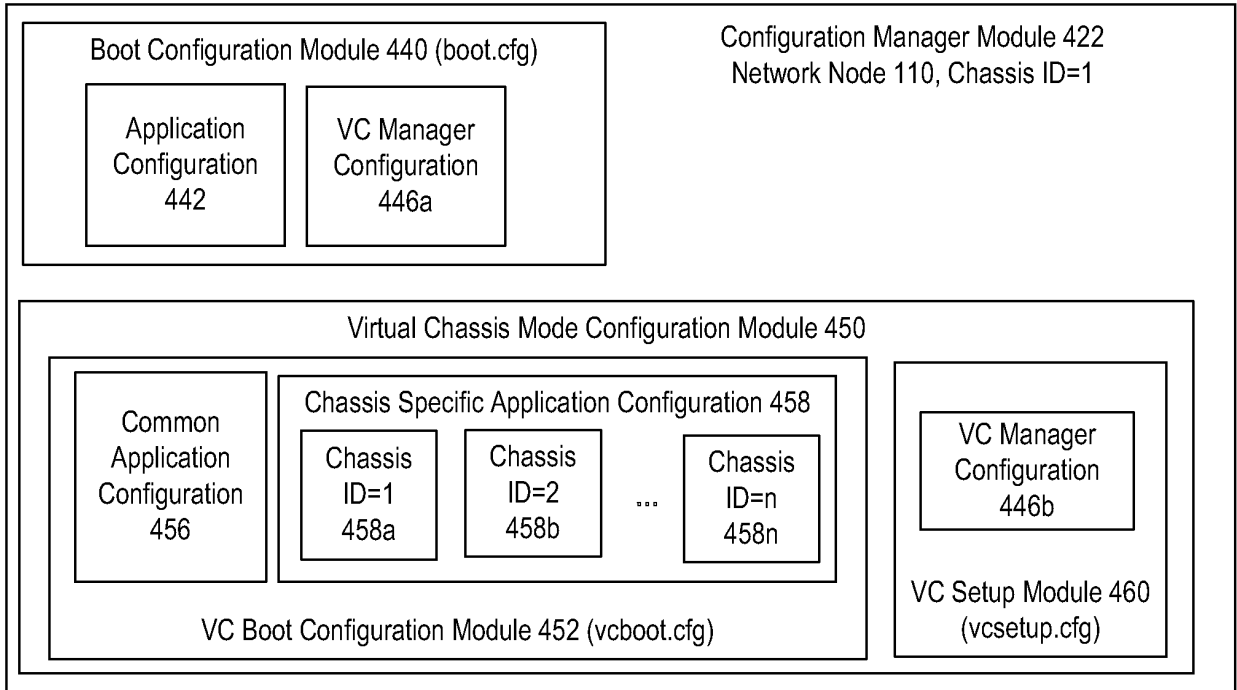 Boot Configuration Module 440 (boot.cfg)
Application
Configuration
442
VC Manager
Configuration
446a
Configuration Manager Module 422
Network Node 110, Chassis ID=1
Virtual Chassis Mode Configuration Module 450
Common
Application
Configuration
456
Chassis Specific Application Configuration 458
Chassis
ID=1
458a
Chassis
ID=2
458b
...
Chassis
ID=n
458n
VC Boot Configuration Module 452 (vcboot.cfg)
VC Manager
Configuration
446b
VC Setup Module 460
(vcsetup.cfg)